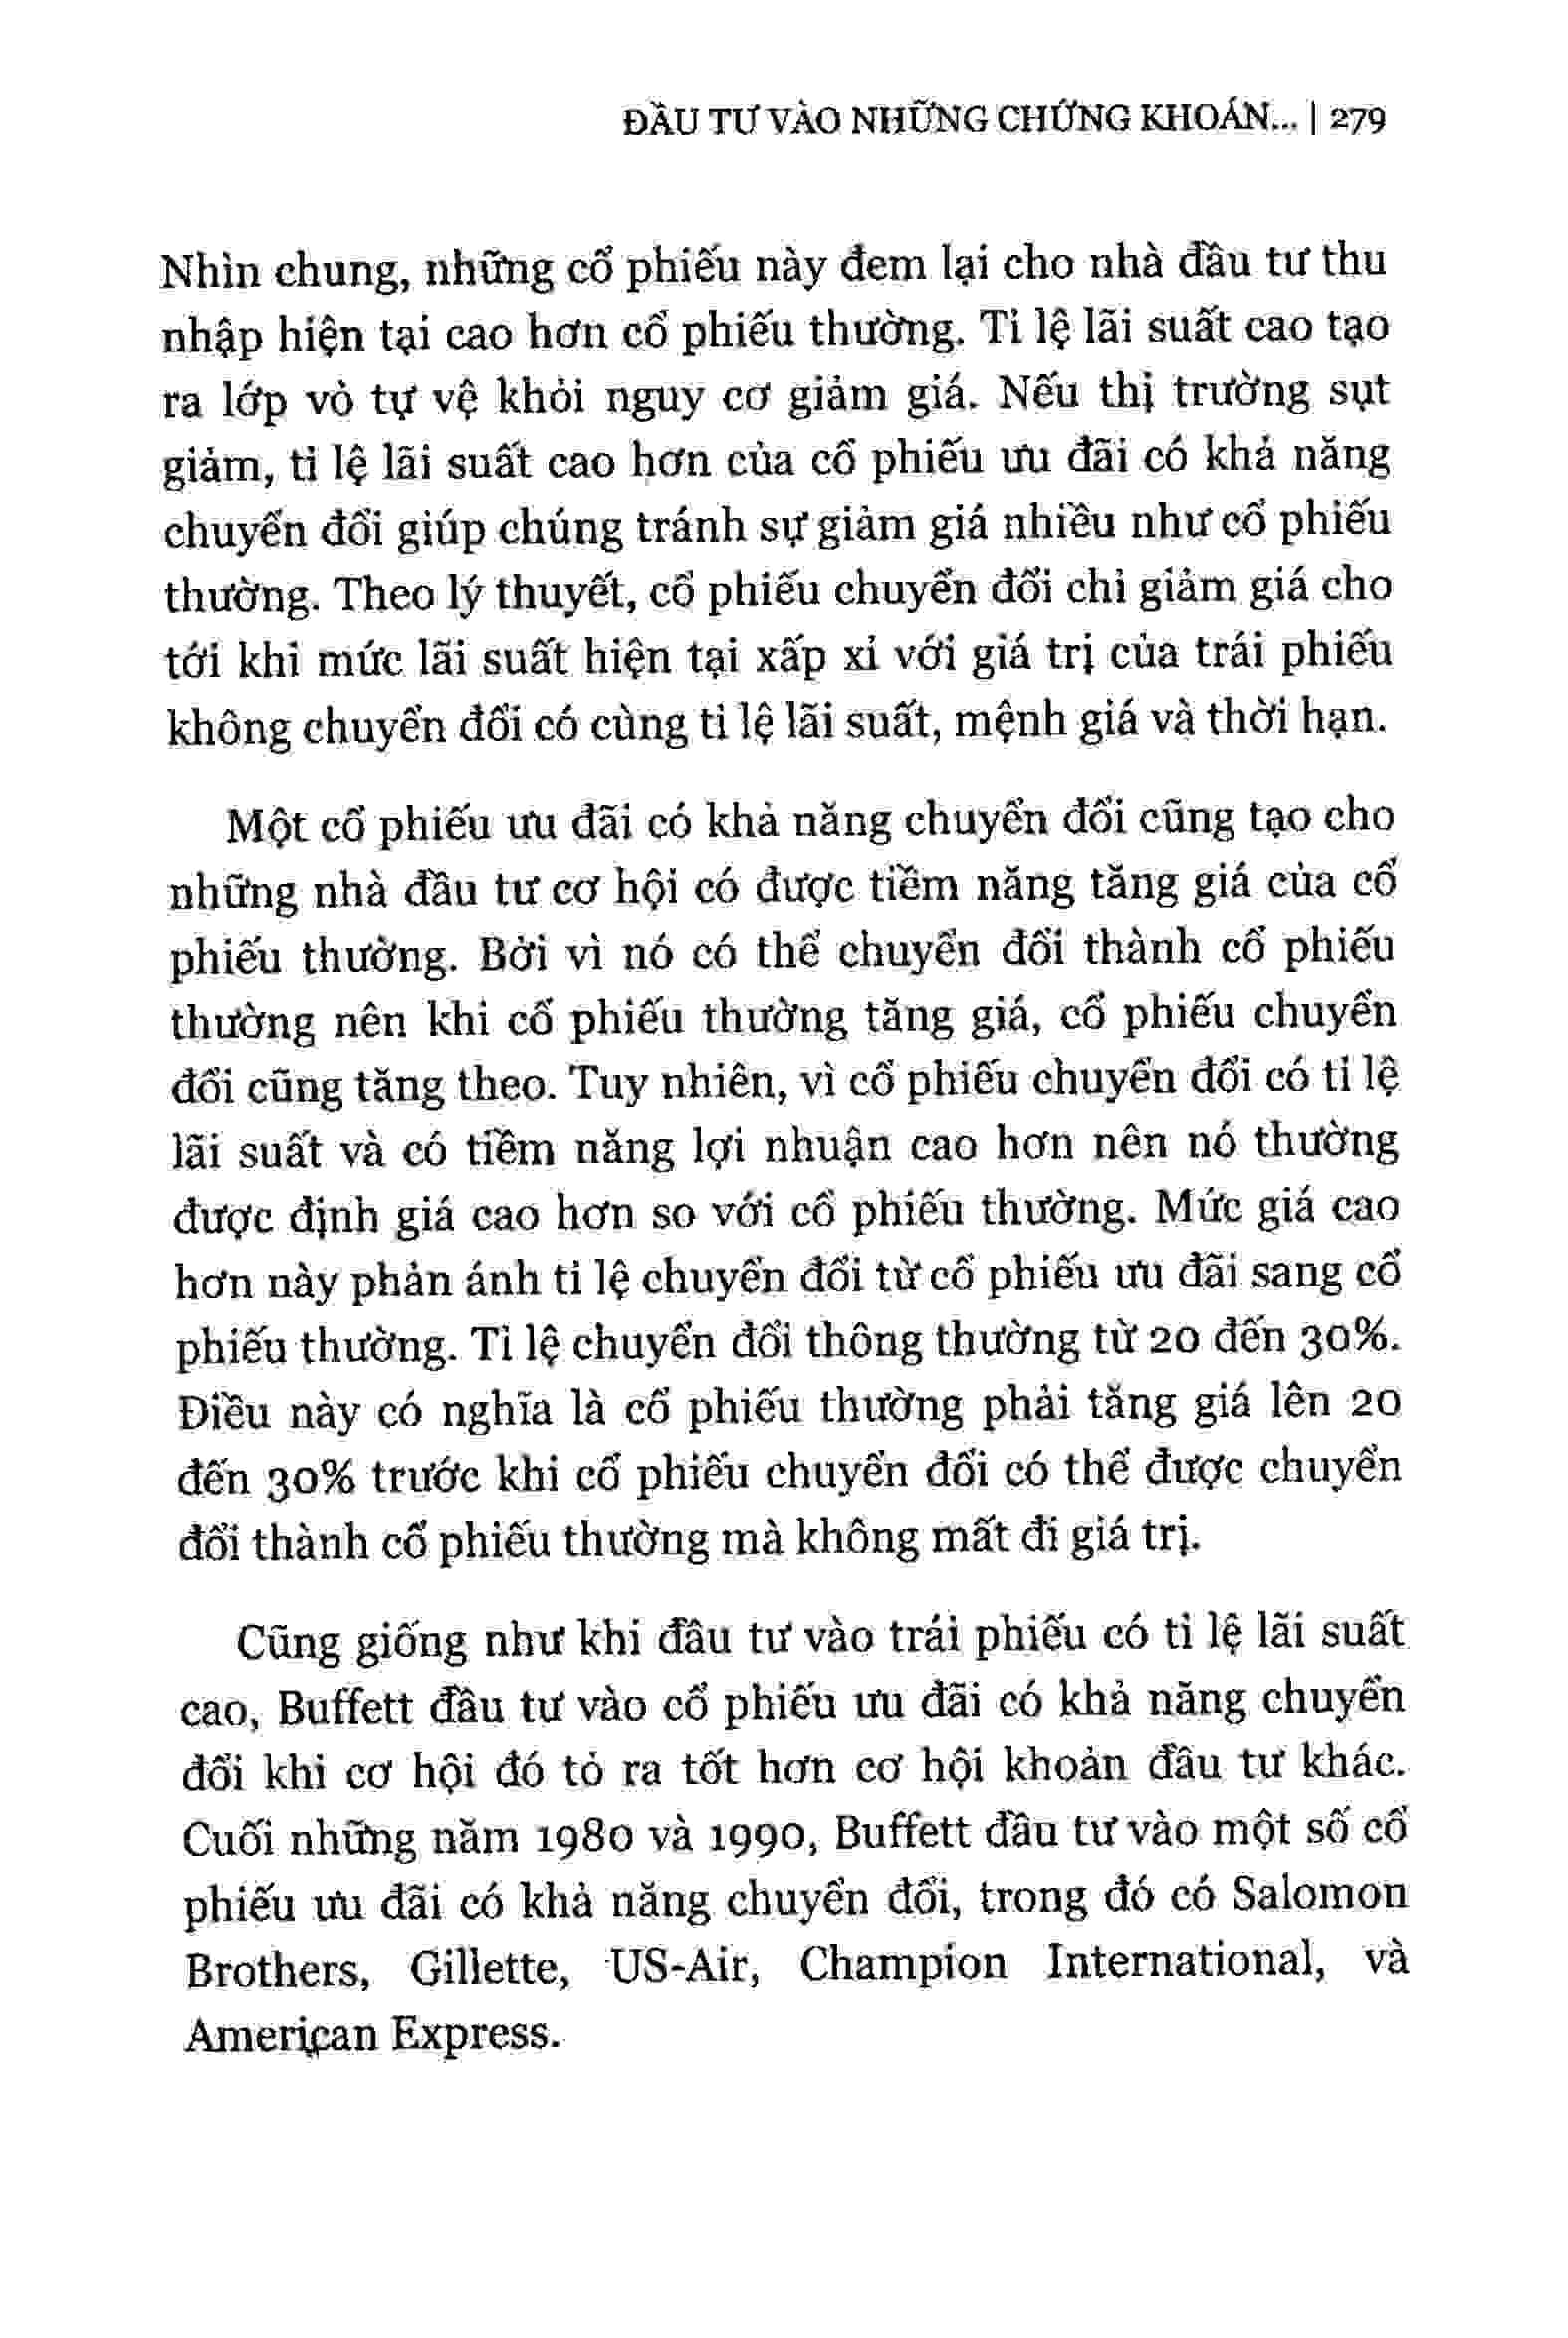 ĐẦU TƯ VÀO NHỮNG CHỨNG KHOÁN... | 279
Nhìn chung, những cổ phiếu này đem lại cho nhà đầu tư thu
nhập hiện tại cao hơn cổ phiếu thường. Tỉ lệ lãi suất cao tạo
ra lớp vỏ tự vệ khỏi nguy cơ giảm giá. Nếu thị trường sụt
giảm, tỉ lệ lãi suất cao hơn của cổ phiếu ưu đãi có khả năng
chuyển đổi giúp chúng tránh sự giảm giá nhiều như cổ phiếu
thường. Theo lý thuyết, cổ phiếu chuyển đổi chỉ giảm giá cho
tới khi mức lãi suất hiện tại xấp xỉ với giá trị của trái phiếu
không chuyển đổi có cùng tỉ lệ lãi suất, mệnh giá và thời hạn.
Một cổ phiếu ưu đãi có khả năng chuyển đổi cũng tạo cho
những nhà đầu tư cơ hội có được tiềm năng tăng giá của cổ
phiếu thường. Bởi vì nó có thể chuyển đổi thành cổ phiếu
thường nên khi cổ phiếu thường tăng giá, cổ phiếu chuyển
đổi cũng tăng theo. Tuy nhiên, vì cổ phiếu chuyển đổi có tỉ lệ
lãi suất và có tiềm năng lợi nhuận cao hơn nên nó thường
được định giá cao hơn so với cổ phiếu thường. Mức giá cao
hơn này phản ánh tỉ lệ chuyển đổi từ cổ phiếu ưu đãi sang cổ
phiếu thường. Tỉ lệ chuyển đổi thông thường từ 20 đến 30%.
Điều này có nghĩa là cổ phiếu thường phải tăng giá lên 20
đến 30% trước khi cổ phiếu chuyển đổi có thể được chuyển
đổi thành cổ phiếu thường mà không mất đi giá trị.
Cũng giống như khi đầu tư vào trái phiếu có tỉ lệ lãi suất
cao, Buffett đầu tư vào cổ phiếu ưu đãi có khả năng chuyển
đổi khi cơ hội đó tỏ ra tốt hơn cơ hội khoản đầu tư khác.
Cuối những năm 1980 và 1990, Buffett đầu tư vào một số cổ
phiếu ưu đãi có khả năng chuyển đổi, trong đó có Salomon
Brothers, Gillette, US-Air, Champion International, và
American Express.